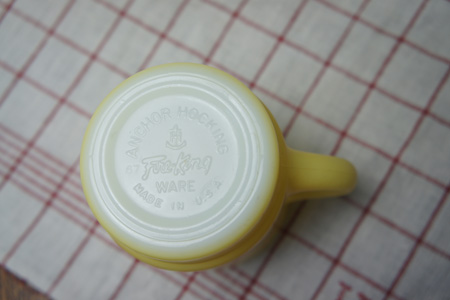 ANCHOR HOCKING
Fire-King
WARE
MADE IN U.S.A